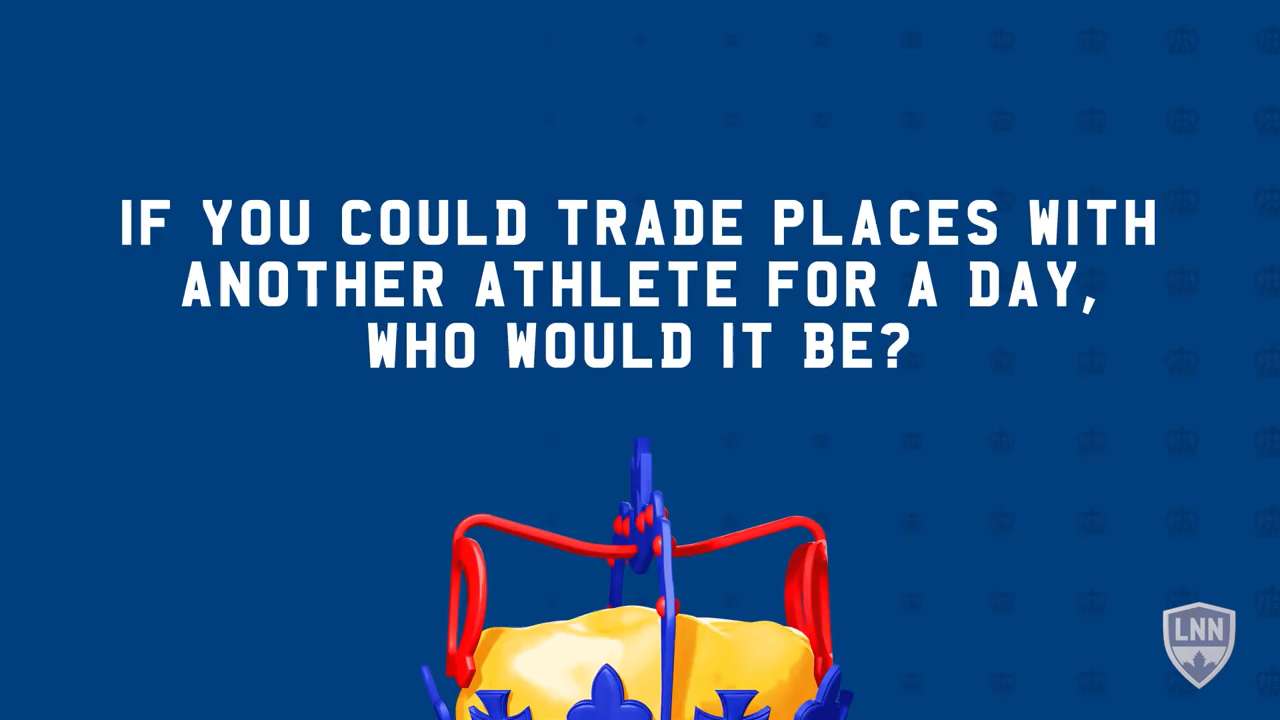 IF YOU COULD TRADE PLACES WITH
ANOTHER ATHLETE FOR A DAY,
WHO WOULD IT BE?
LNN